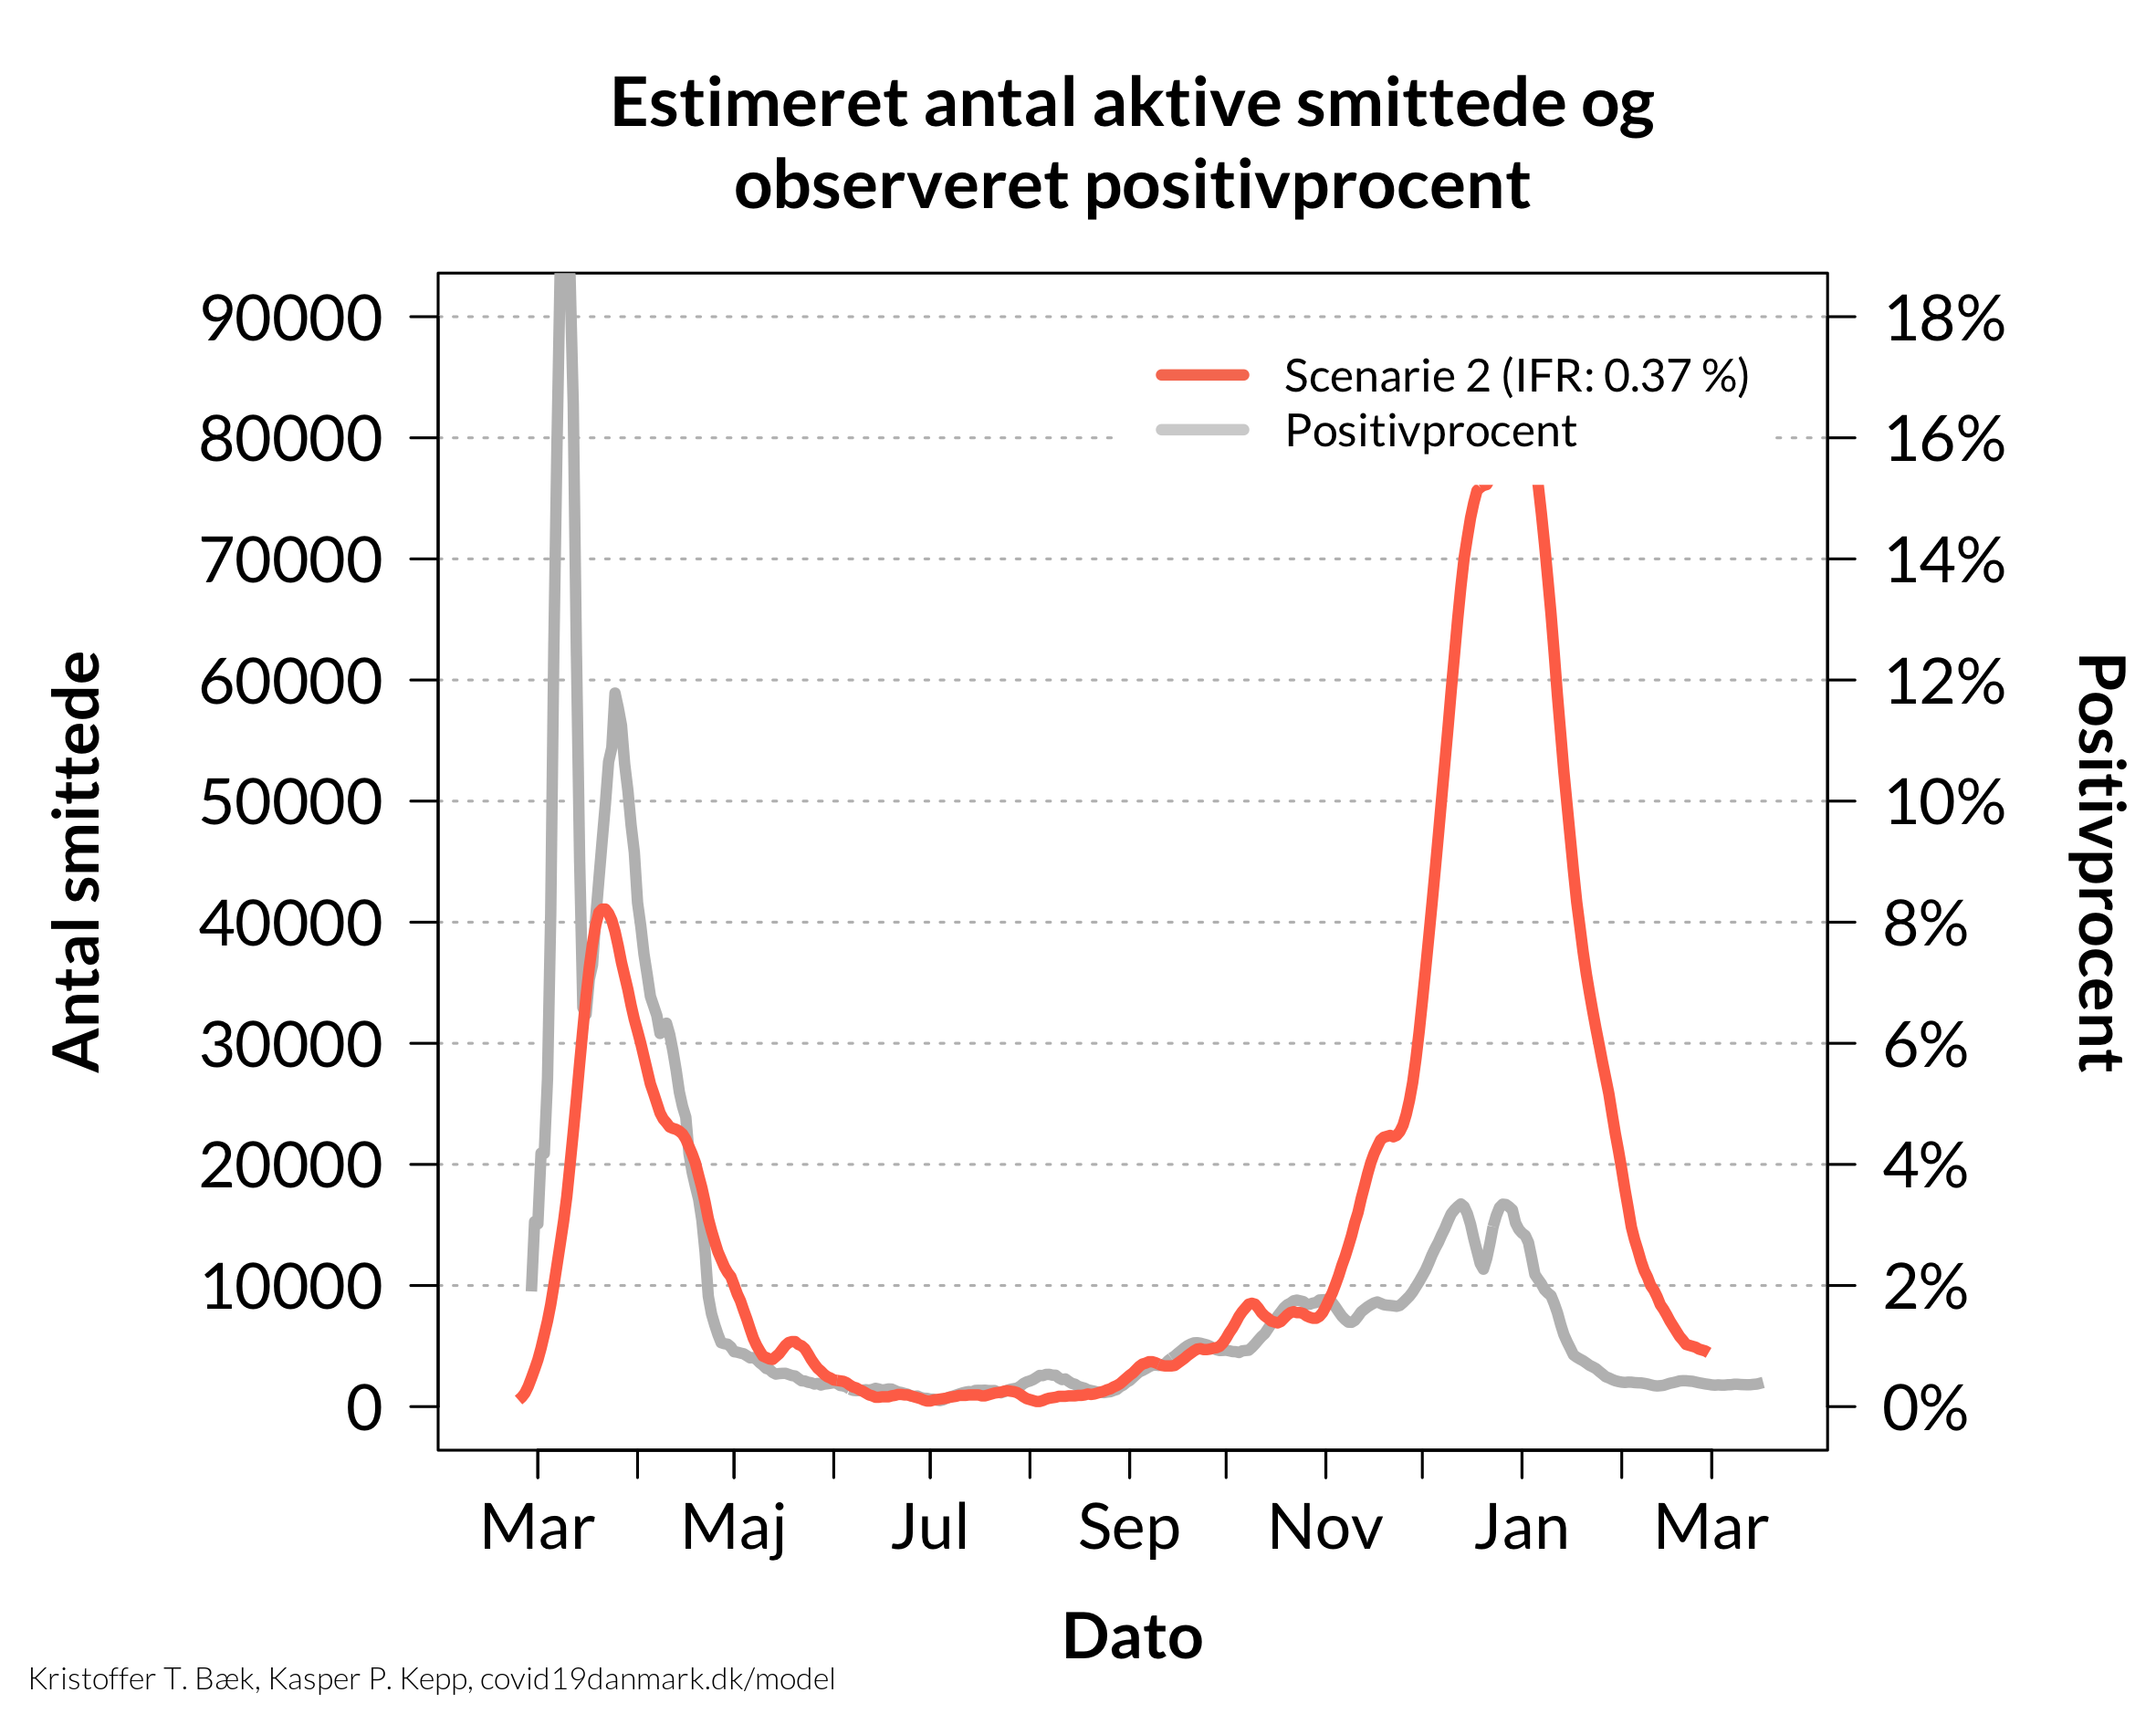 Estimeret antal aktive smittede og
observeret positivprocent
90000
80000
70000
60000
50000
40000
30000
20000
10000
0
Antal smittede
18%
16%
14%
12%
10%
8%
6%
4%
2%
0%
Positivprocent
Scenarie 2 (IFR: 0.37 %)
Positivprocent
Mar Maj Jul Sep Nov Jan Mar
Dato
Kristoffer T. Bæk, Kasper P. Kepp, covid19danmark.dk/model